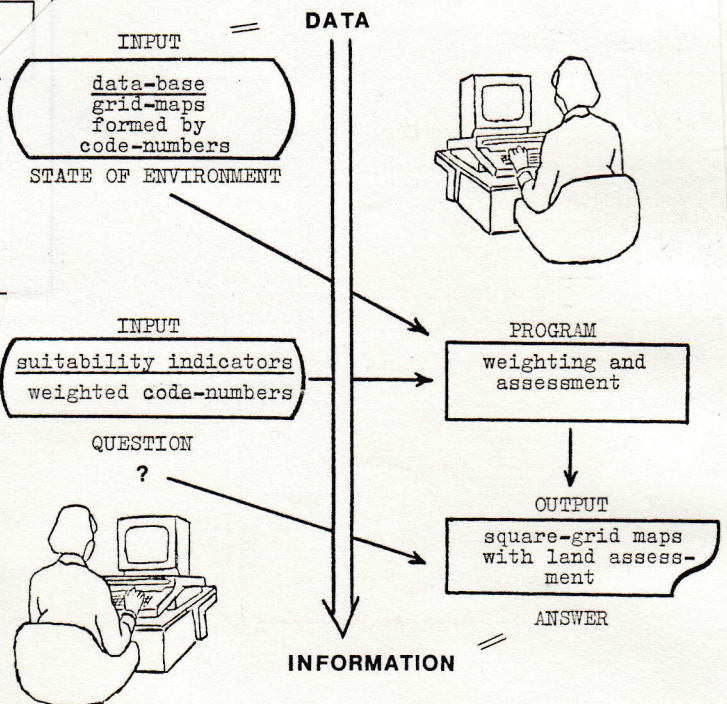 DATA
INPUT
data-base
grid-maps
formed by
code-numbers
STATE OF ENVIRONMENT
INPUT
suitability indicators
weighted code-numbers
QUESTION
?
PROGRAM
weighting and
assessment
OUTPUT
square-grid maps
with land assess-
ment
ANSWER
INFORMATION